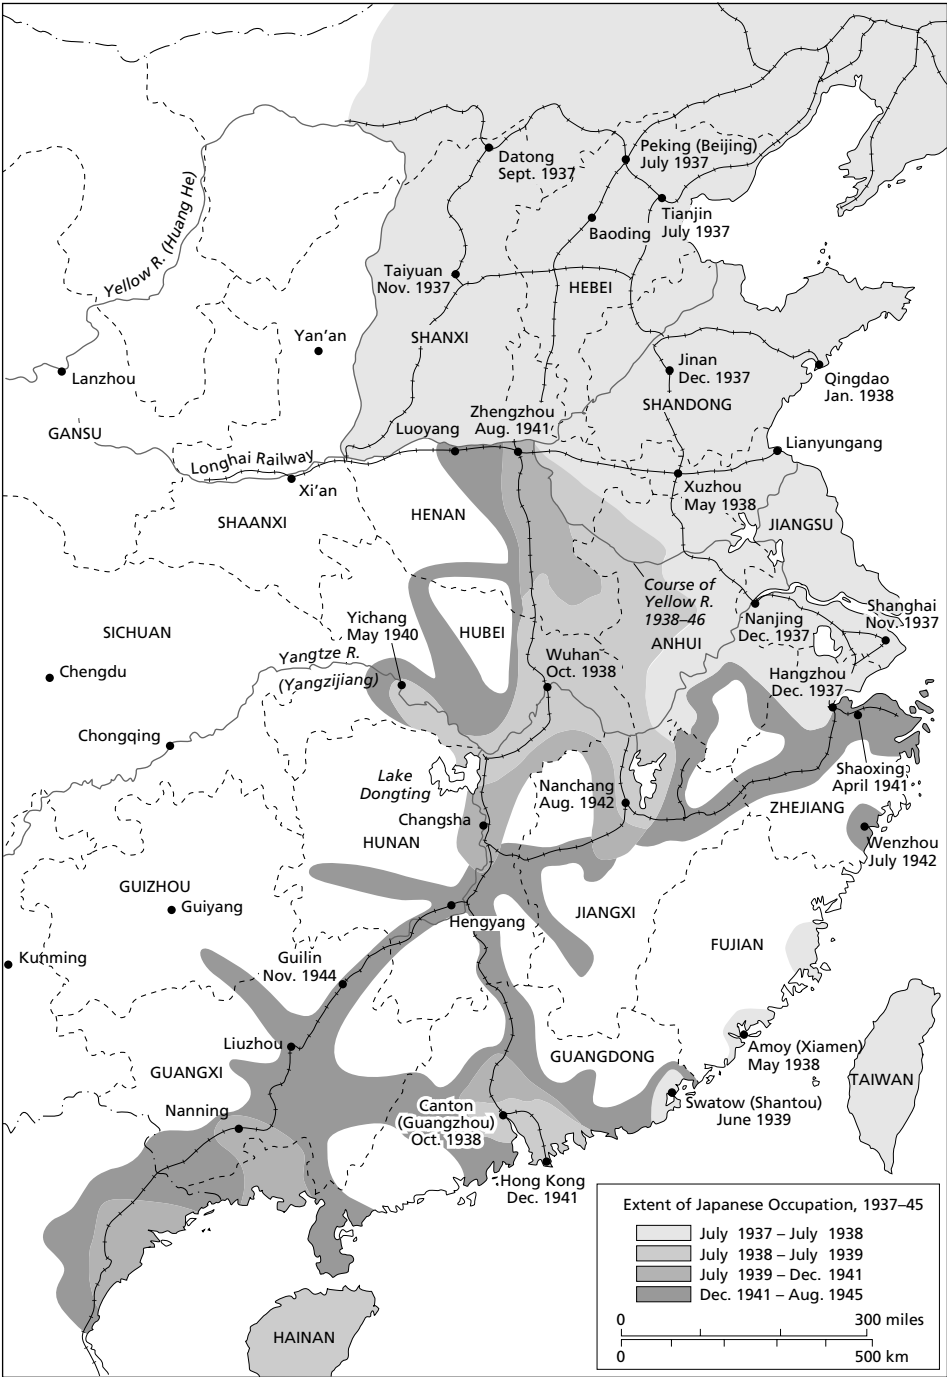 Datong
Sept. 1937
Peking (Beijing)
July 1937
Tianjin
July 1937
Baoding
Yellow R. (Huang He)
Taiyuan
Nov. 1937
HEBEI
Yan'an
SHANXI
Lanzhou
Jinan
Dec. 1937
Qingdao
Jan. 1938
SHANDONG
GANSU
Luoyang
Zhengzhou
Aug. 1941
Lianyungang
Longhai Railway
Xi'an
Xuzhou
May 1938
SHAANXI
HENAN
JIANGSU
Course of
Yellow R.
1938–46
ANHUI
Nanjing
Dec. 1937
Shanghai
Nov. 1937
SICHUAN
Yichang
May 1940
HUBEI
Yangtze R.
(Yangzijiang)
Wuhan
Oct. 1938
Hangzhou
Dec. 1937
Chengdu
Chongqing
Lake
Dongting
Nanchang
Aug. 1942
Shaoxing
April 1941
ZHEJIANG
Changsha
HUNAN
Wenzhou
July 1942
GUIZHOU
Guiyang
Hengyang
JIANGXI
FUJIAN
Kunming
Guilin
Nov. 1944
Liuzhou
GUANGXI
GUANGDONG
Amoy (Xiamen)
May 1938
TAIWAN
Nanning
Canton
(Guangzhou)
Oct. 1938
Swatow (Shantou)
June 1939
Hong Kong
Dec. 1941
HAINAN
Extent of Japanese Occupation, 1937–45
July 1937 – July 1938
July 1938 – July 1939
July 1939 – Dec. 1941
Dec. 1941 – Aug. 1945
0 300 miles
0 500 km